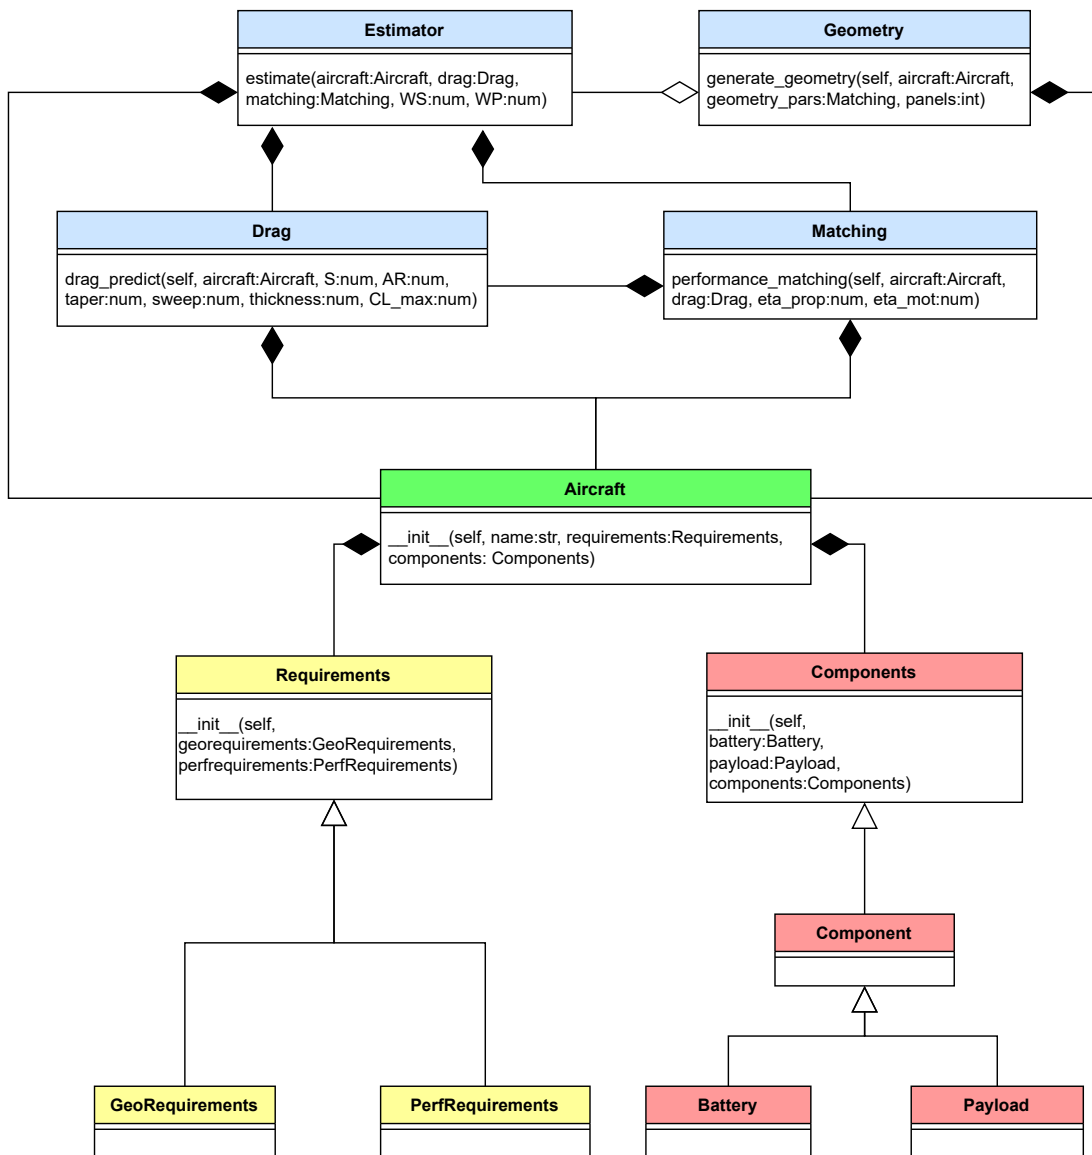 Estimator
estimate(aircraft:Aircraft, drag:Drag,
matching:Matching, WS:num, WP:num)
Geometry
generate_geometry(self, aircraft:Aircraft,
geometry_pars:Matching, panels:int)
Drag
drag_predict(self, aircraft:Aircraft, S:num, AR:num,
taper:num, sweep:num, thickness:num, CL_max:num)
Matching
performance_matching(self, aircraft:Aircraft,
drag:Drag, eta_prop:num, eta_mot:num)
Aircraft
__init__(self, name:str, requirements:Requirements,
components: Components)
Requirements
__init__(self,
georequirements:GeoRequirements,
perfrequirements:PerfRequirements)
Components
__init__(self,
battery:Battery,
payload:Payload,
components:Components)
Component
GeoRequirements
PerfRequirements
Battery
Payload